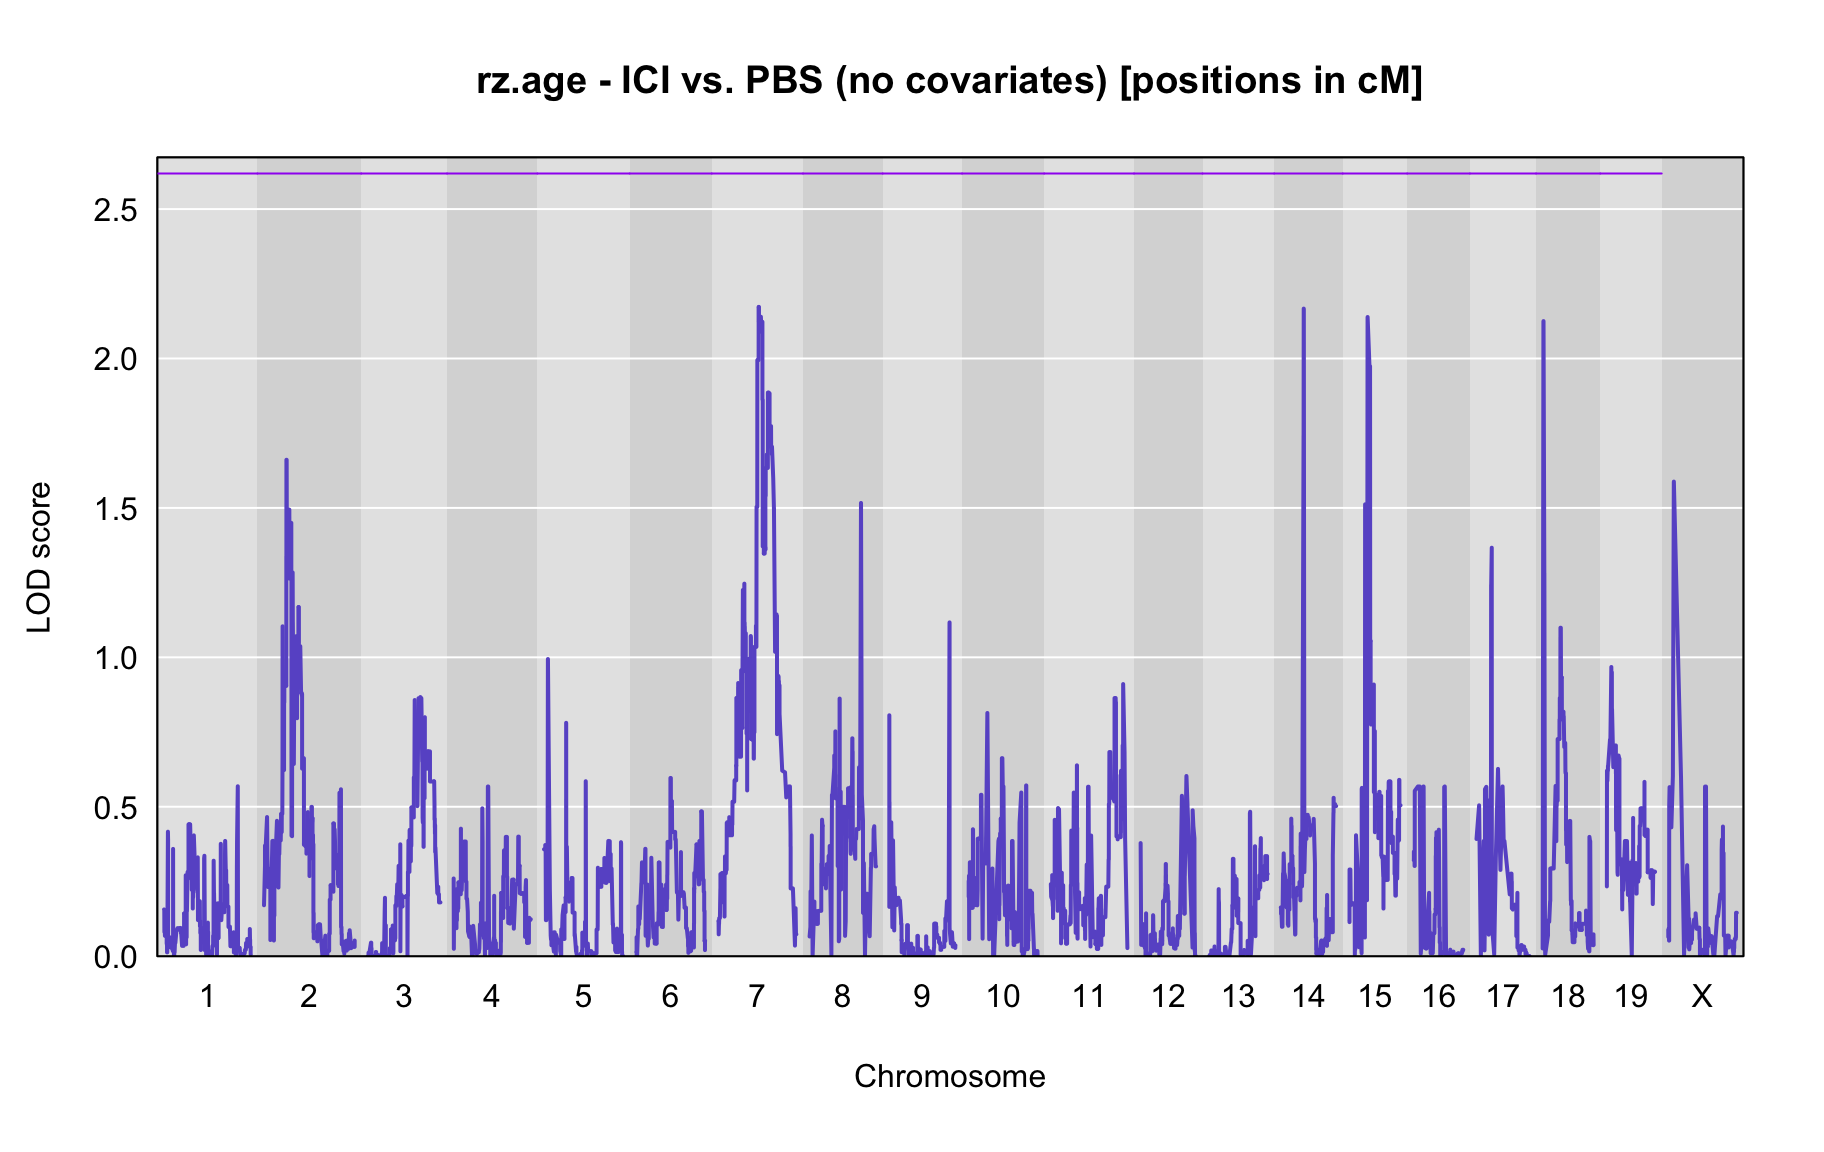 rz.age - ICI vs. PBS (no covariates) [positions in cM]
2.5
2.0
1.5
1.0
0.5
0.0
LOD score
1 2 3 4 5 6 7 8 9 10 11 12 13 14 15 16 17 18 19 X
Chromosome